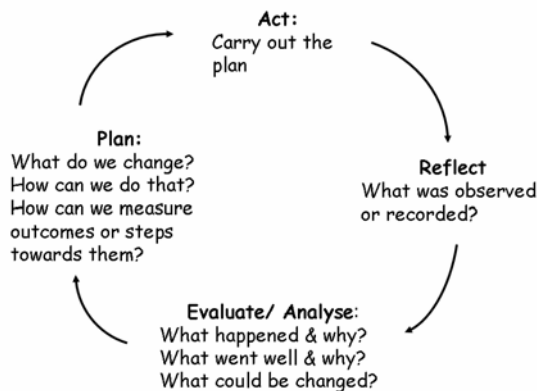 Act:
Carry out the
plan
Reflect
What was observed
or recorded?
Evaluate/ Analyse:
What happened & why?
What went well & why?
What could be changed?
Plan:
What do we change?
How can we do that?
How can we measure
outcomes or steps
towards them?